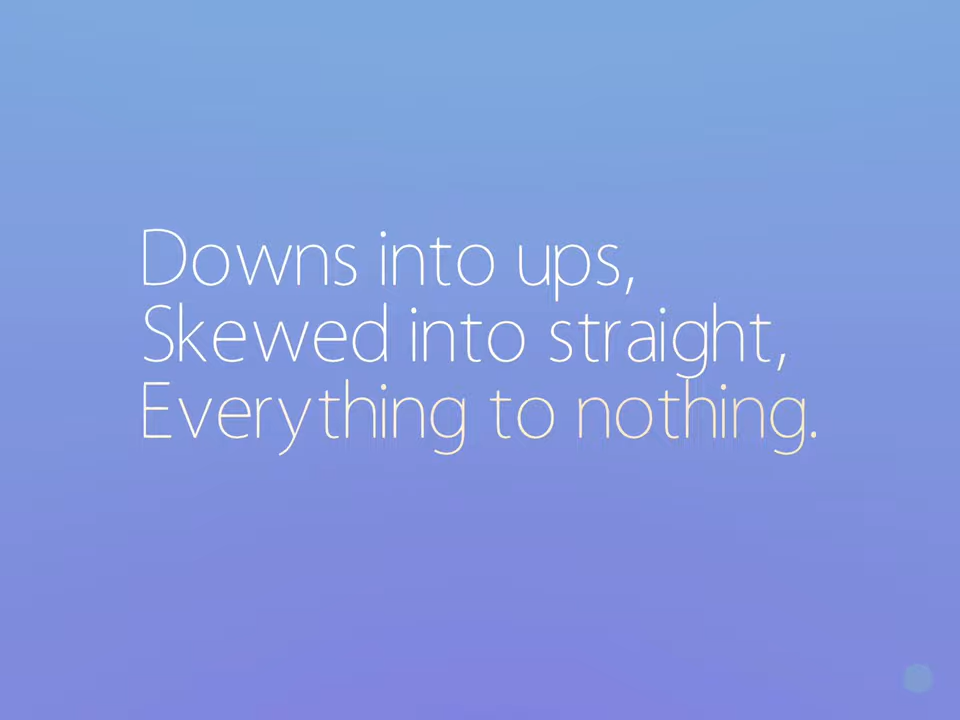 Downs into ups,
Skewed into straight,
Everything to nothing.